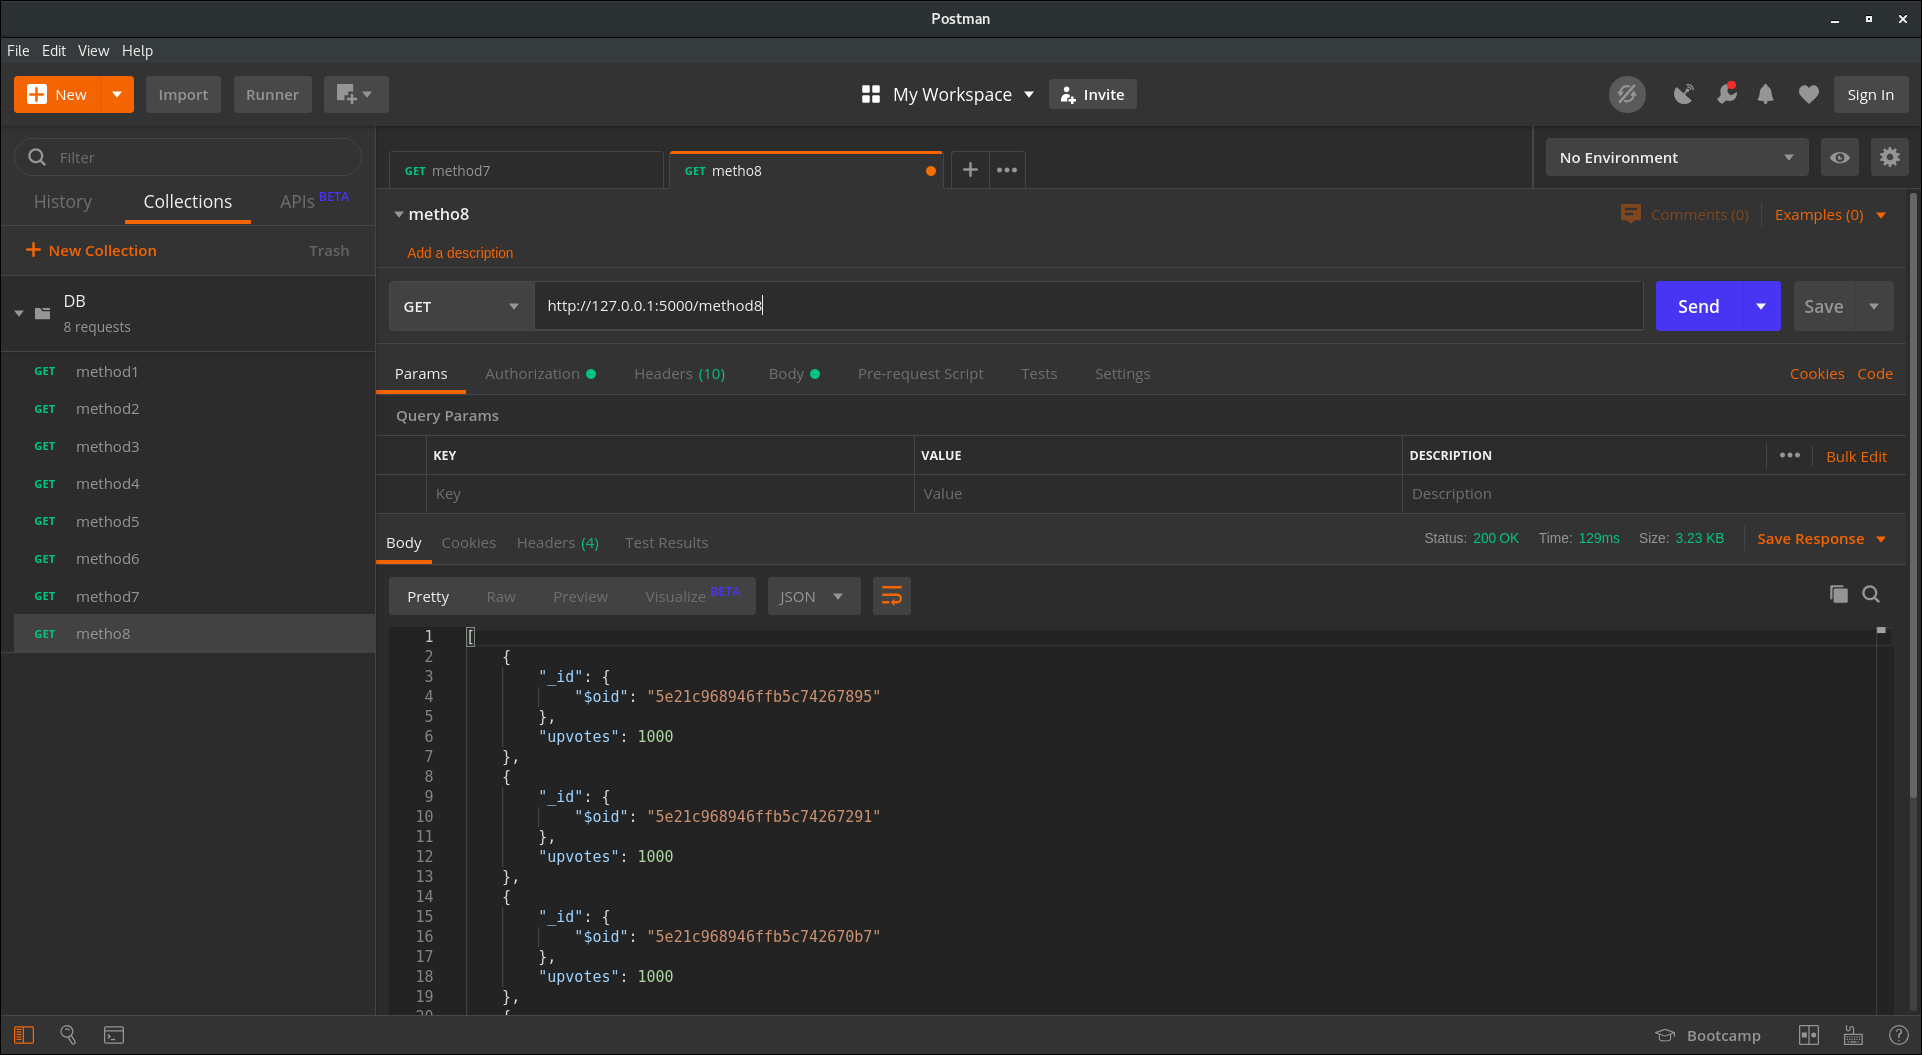 Postman
File Edit View Help
New Import Runner My Workspace Invite Sign In
Filter
History Collections APIs BETA
New Collection Trash
DB
8 requests
GET method1
GET method2
GET method3
GET method4
GET method5
GET method6
GET method7
GET metho8
GET method7 GET metho8 No Environment
metho8 Comments (0) Examples (0)
Add a description
GET http://127.0.0.1:5000/method8 Send Save
Params Authorization Headers (10) Body Pre-request Script Tests Settings Cookies Code
Query Params
KEY VALUE DESCRIPTION Bulk Edit
Key Value Description
Body Cookies Headers (4) Test Results Status: 200 OK Time: 129ms Size: 3.23 KB Save Response
Pretty Raw Preview Visualize BETA JSON
1 [
2 {
3 "_id": {
4 "$oid": "5e21c968946ffb5c74267895"
5 },
6 "upvotes": 1000
7 },
8 {
9 "_id": {
10 "$oid": "5e21c968946ffb5c74267291"
11 },
12 "upvotes": 1000
13 },
14 {
15 "_id": {
16 "$oid": "5e21c968946ffb5c742670b7"
17 },
18 "upvotes": 1000
19 },
20 {
Bootcamp